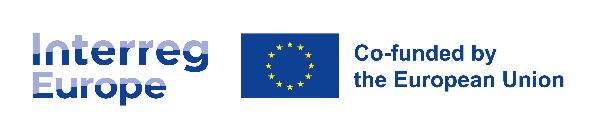 Interreg
Europe
Co-funded by
the European Union